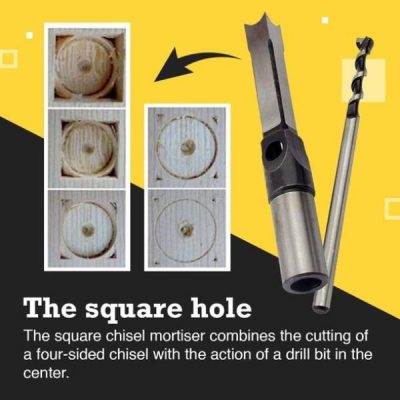 The square hole
The square chisel mortiser combines the cutting of
a four-sided chisel with the action of a drill bit in the
center.